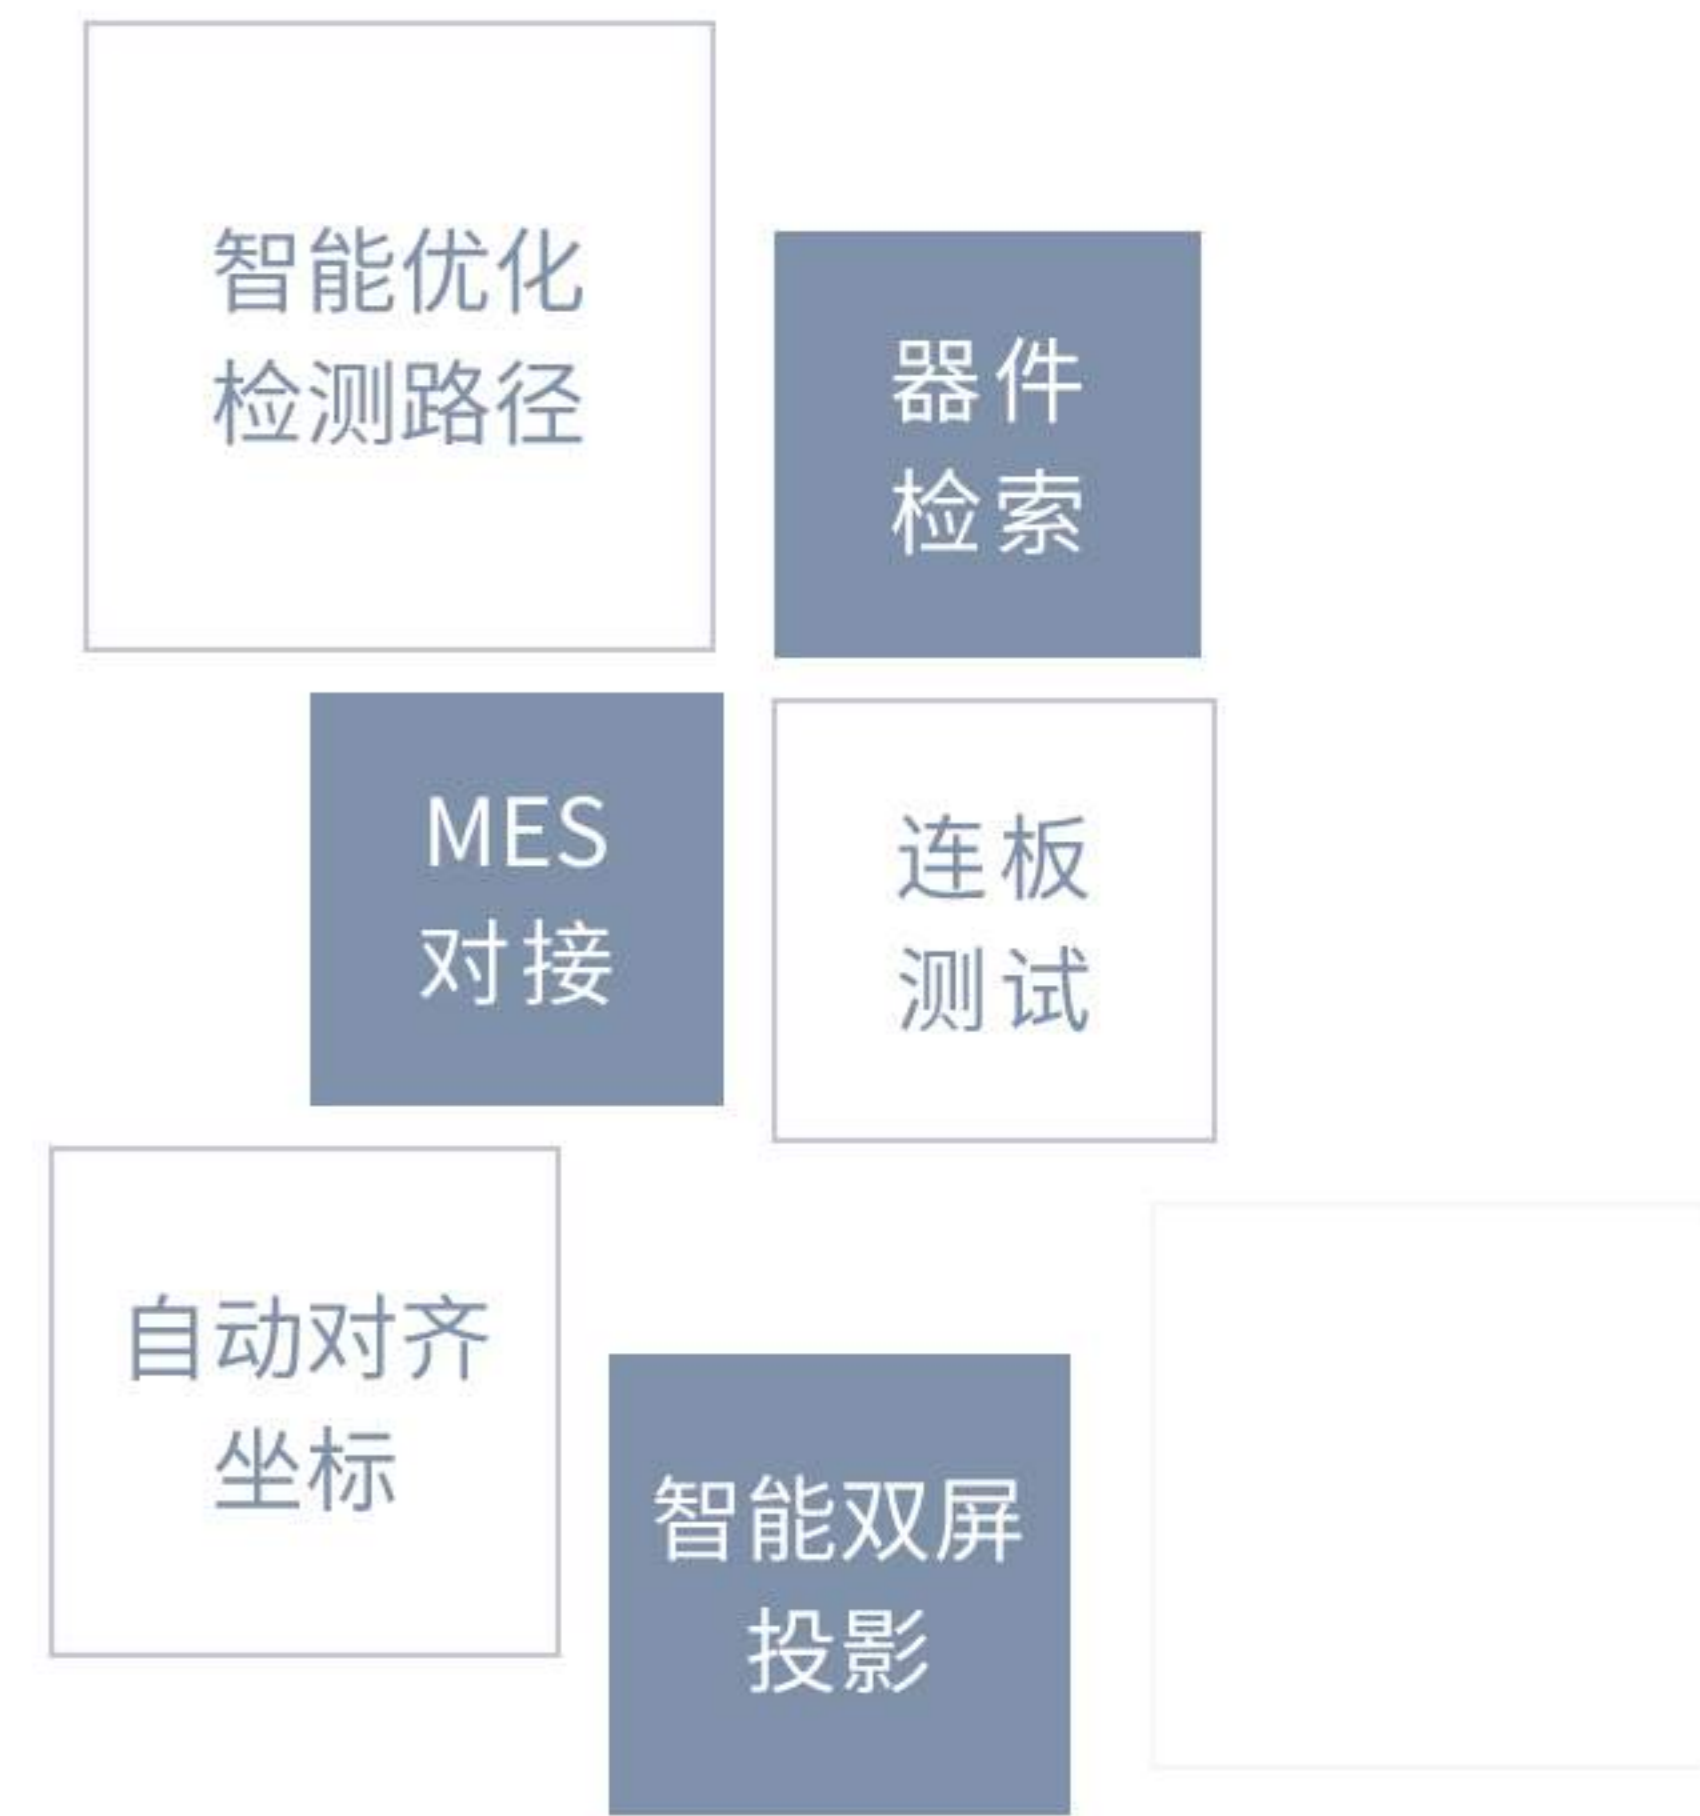 智能优化
检测路径
器件
检索
MES
对接
连板
测试
自动对齐
坐标
智能双屏
投影